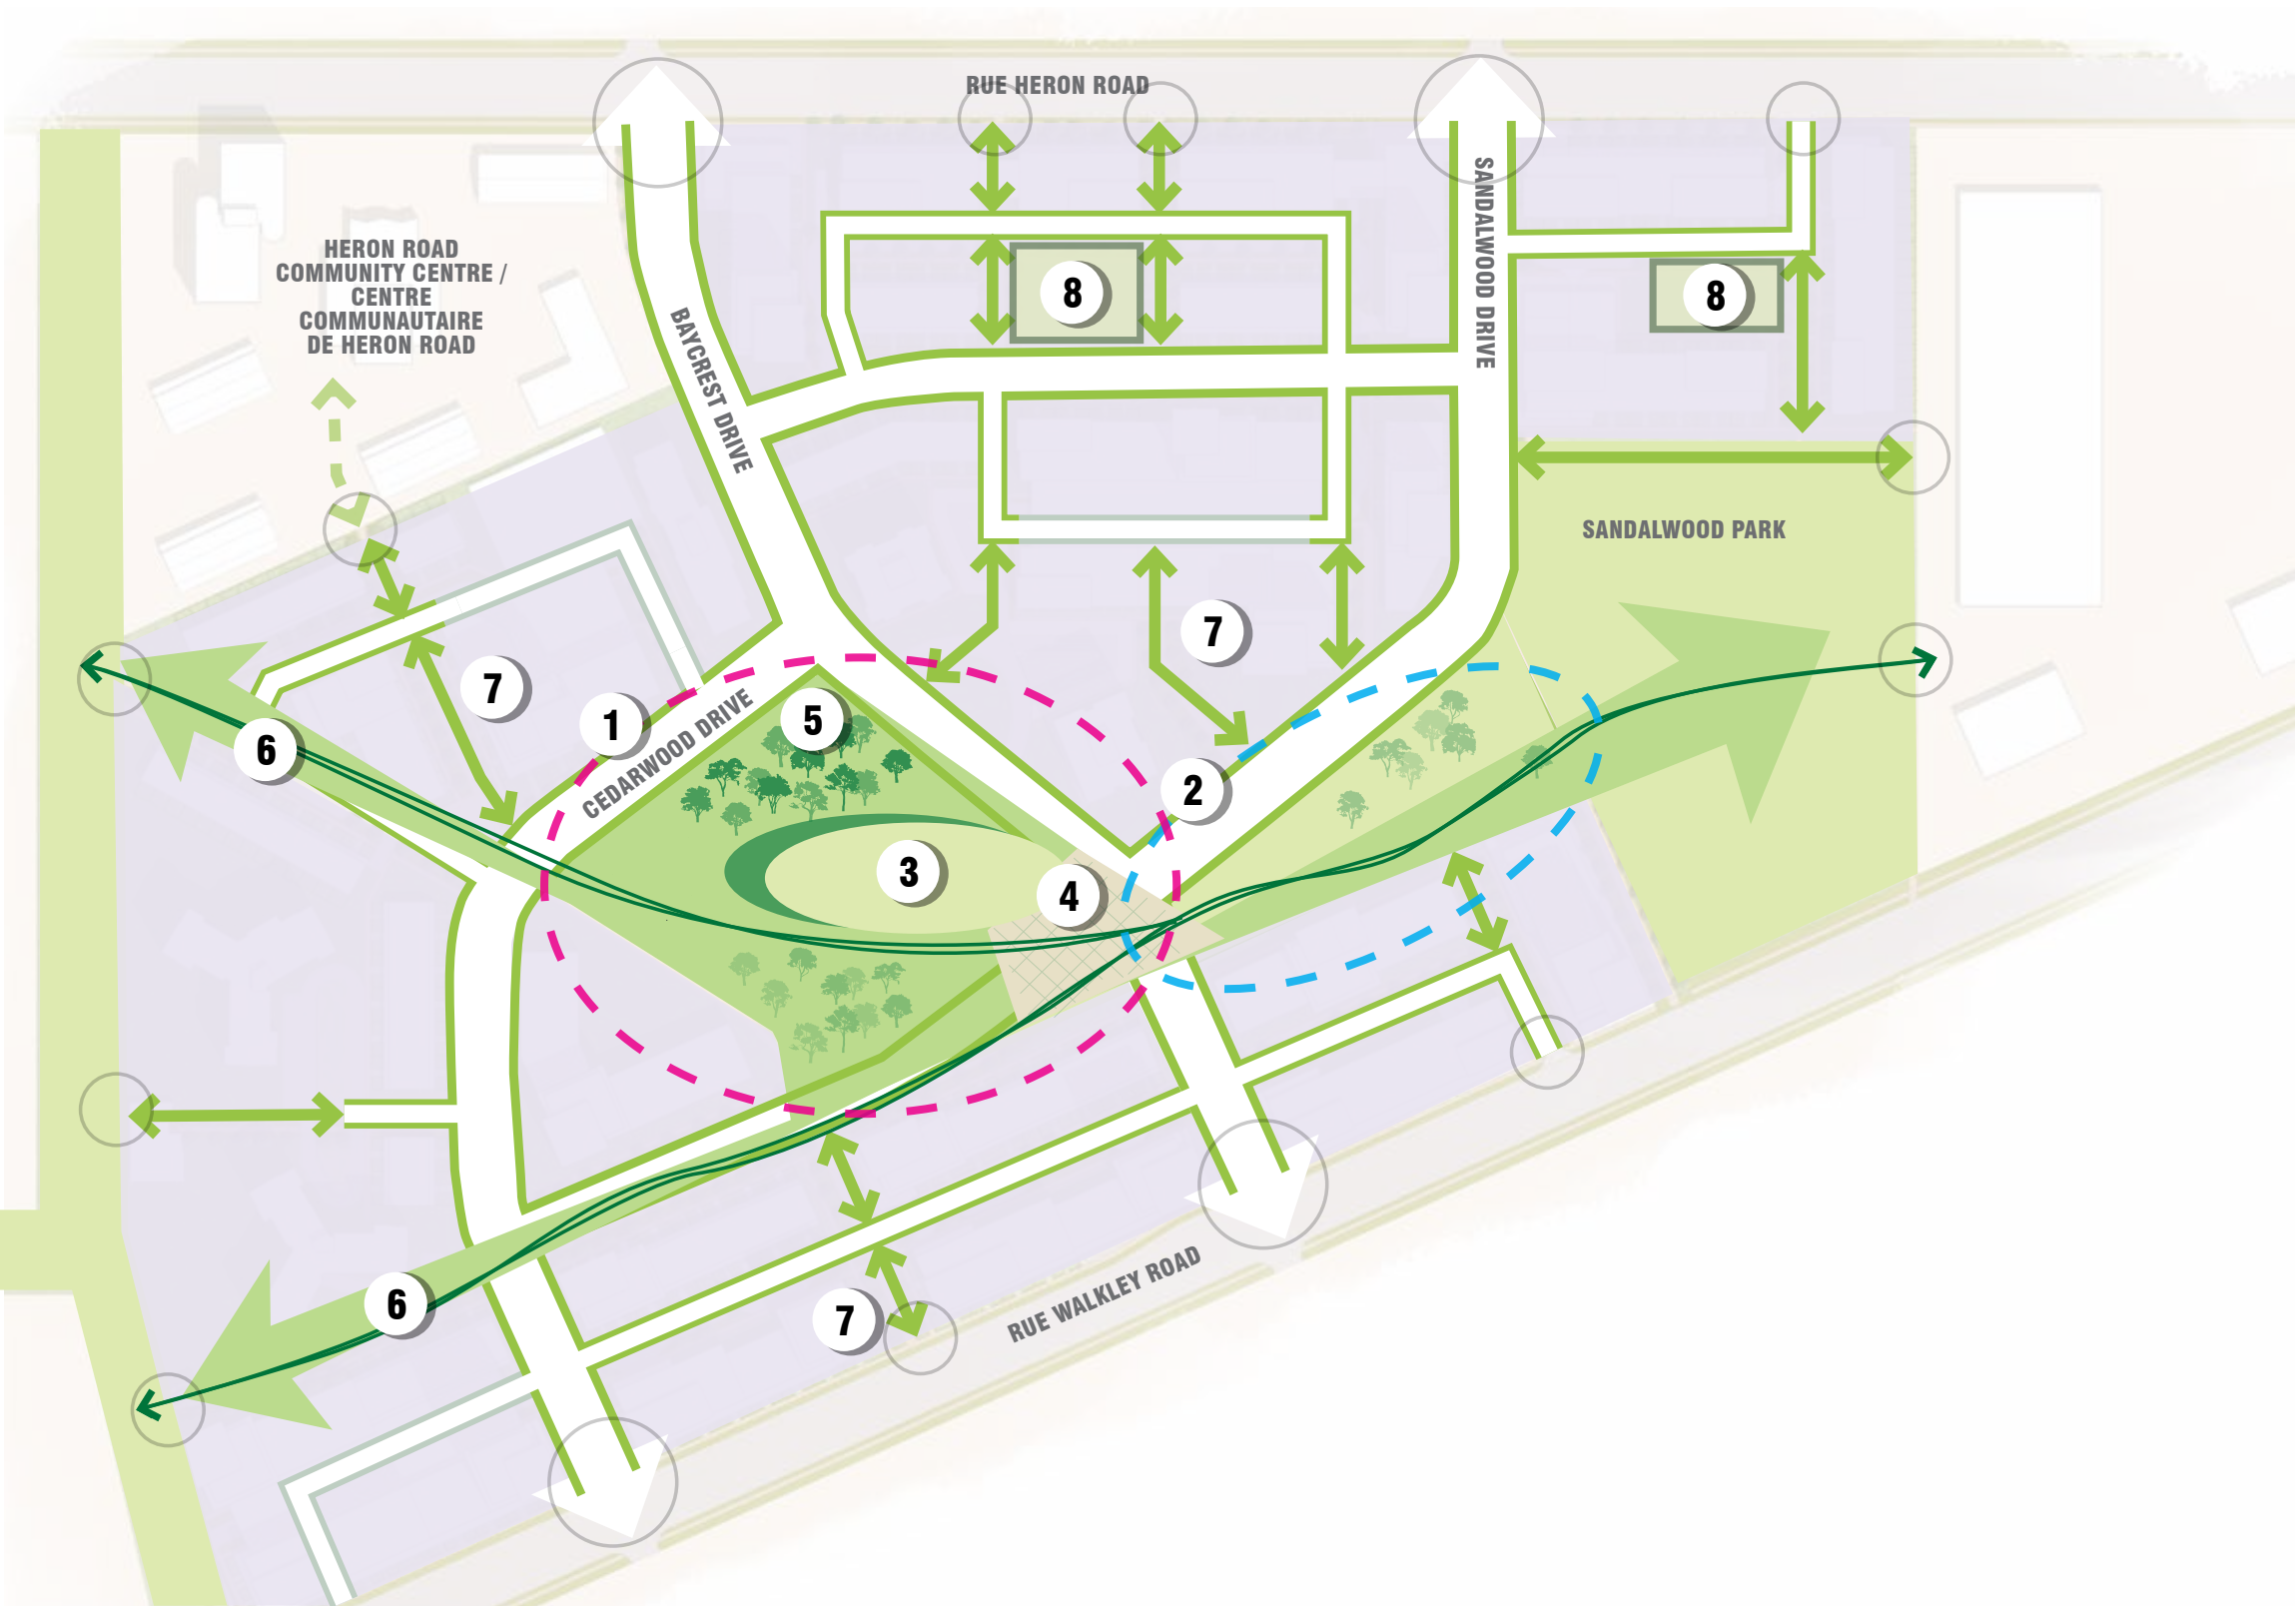 RUE HERON ROAD
SANDALWOOD DRIVE
HERON ROAD
COMMUNITY CENTRE /
CENTRE
COMMUNAUTAIRE
DE HERON ROAD
8
8
BAYCREST DRIVE
SANDALWOOD PARK
7
7
1
5
6
CEDARWOOD DRIVE
2
3
4
6
7
RUE WALKLEY ROAD